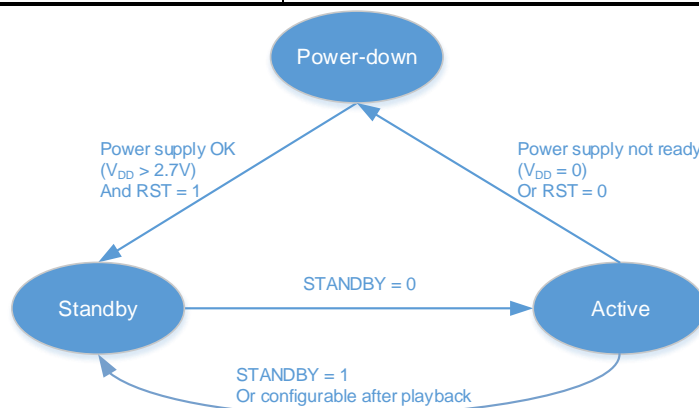 Power-down
Power supply OK
(VDD > 2.7V)
And RST = 1
Power supply not ready
(VDD = 0)
Or RST = 0
Standby
STANDBY = 0
Active
STANDBY = 1
Or configurable after playback